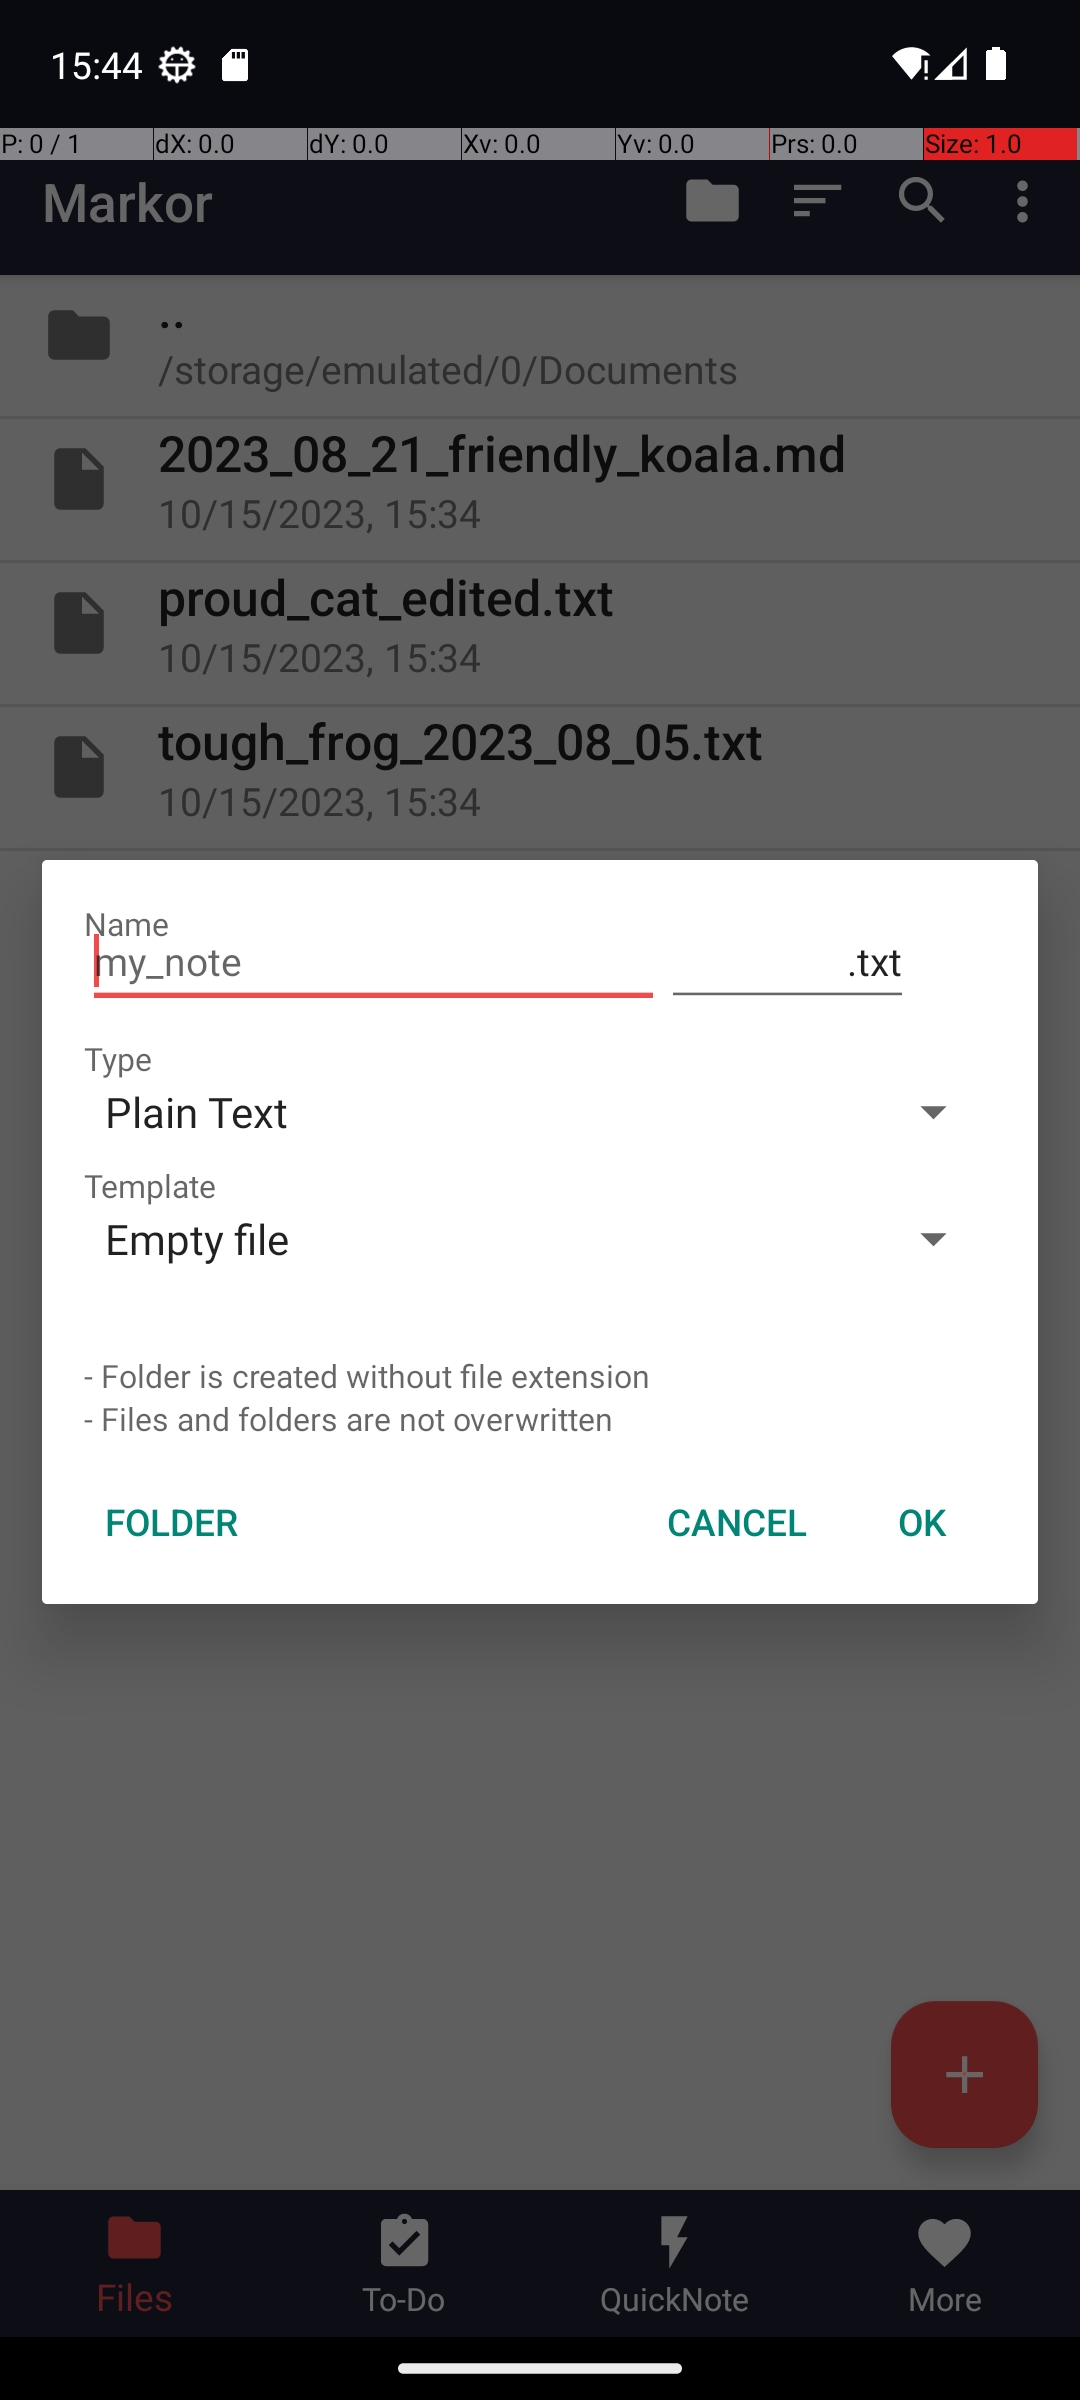 15:44
P: 0 / 1 dX: 0.0 dY: 0.0 Xv: 0.0 Yv: 0.0 Prs: 0.0 Size: 1.0
Markor
..
/storage/emulated/0/Documents
2023_08_21_friendly_koala.md
10/15/2023, 15:34
proud_cat_edited.txt
10/15/2023, 15:34
tough_frog_2023_08_05.txt
10/15/2023, 15:34
Name
my_note .txt
Type
Plain Text
Template
Empty file
- Folder is created without file extension
- Files and folders are not overwritten
FOLDER CANCEL OK
Files To-Do QuickNote More